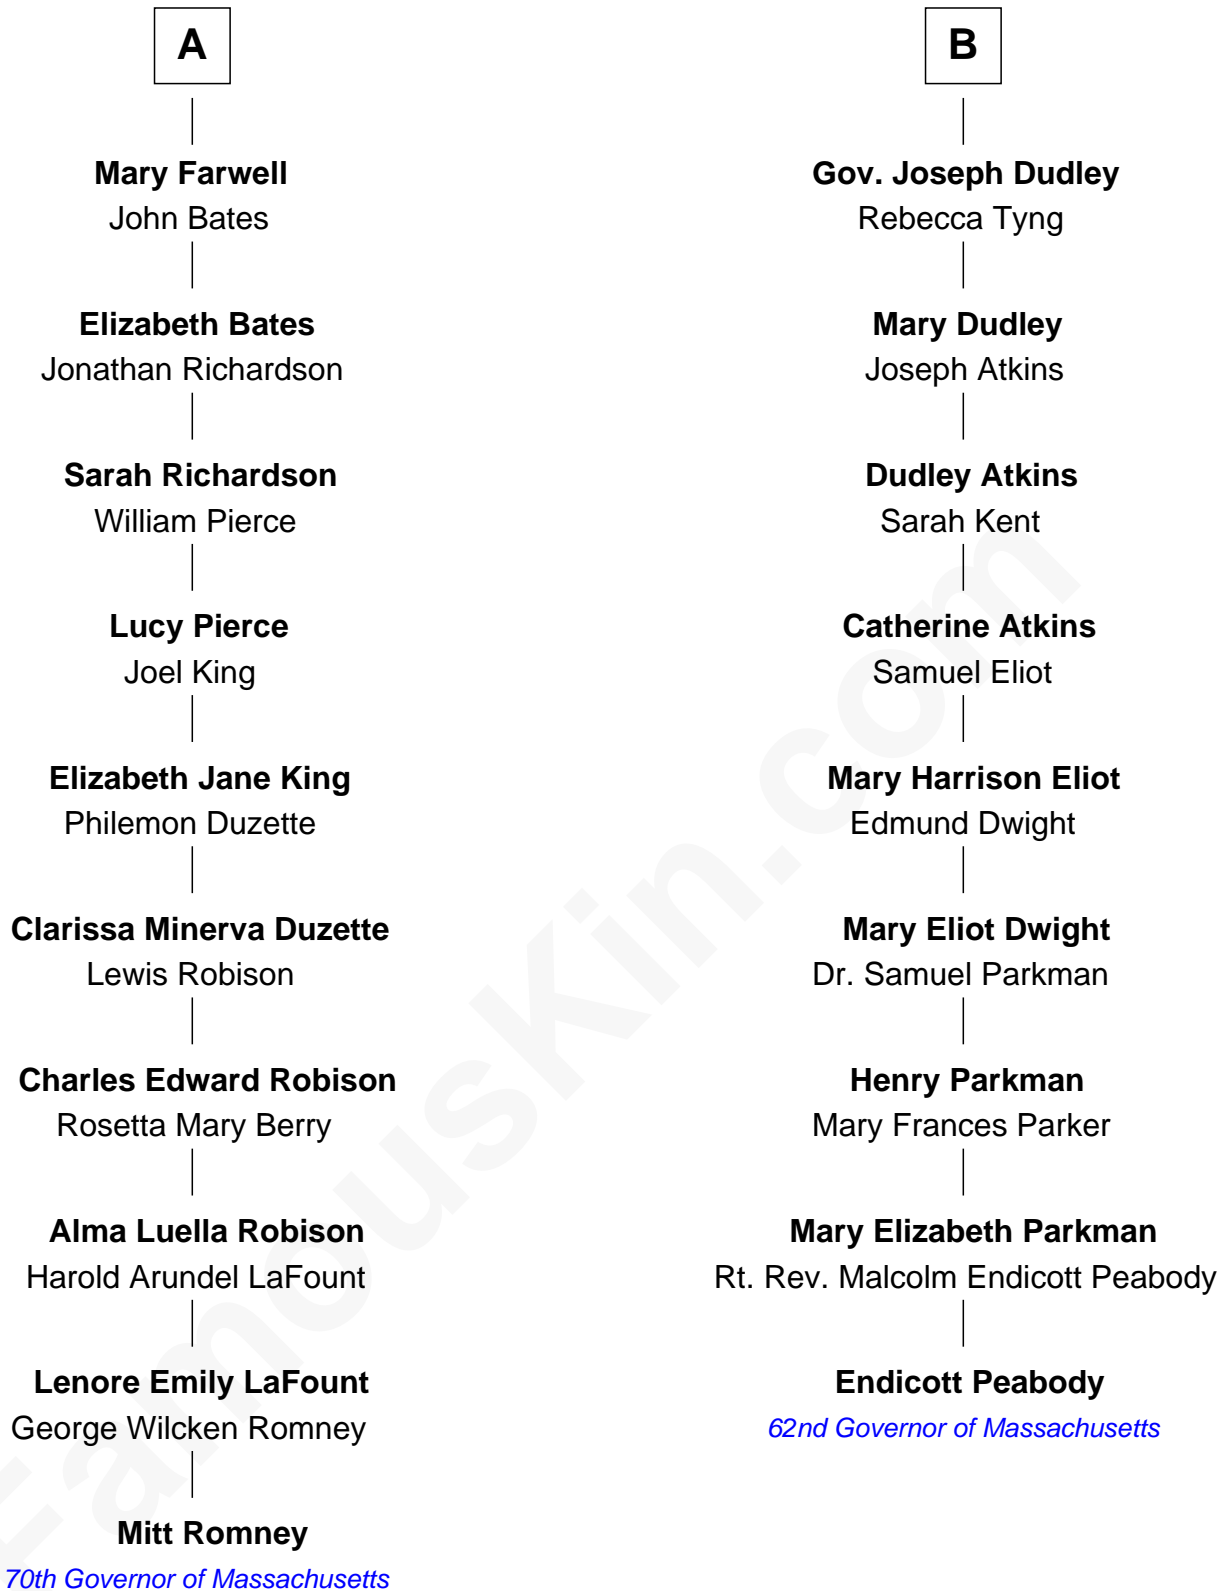 A
Mary Farwell
John Bates
Elizabeth Bates
Jonathan Richardson
Sarah Richardson
William Pierce
Lucy Pierce
Joel King
Elizabeth Jane King
Philemon Duzette
Clarissa Minerva Duzette
Lewis Robison
Charles Edward Robison
Rosetta Mary Berry
Alma Luella Robison
Harold Arundel LaFount
Lenore Emily LaFount
George Wilcken Romney
Mitt Romney
70th Governor of Massachusetts
B
Gov. Joseph Dudley
Rebecca Tyng
Mary Dudley
Joseph Atkins
Dudley Atkins
Sarah Kent
Catherine Atkins
Samuel Eliot
Mary Harrison Eliot
Edmund Dwight
Mary Eliot Dwight
Dr. Samuel Parkman
Henry Parkman
Mary Frances Parker
Mary Elizabeth Parkman
Rt. Rev. Malcolm Endicott Peabody
Endicott Peabody
62nd Governor of Massachusetts
FamousKin.com